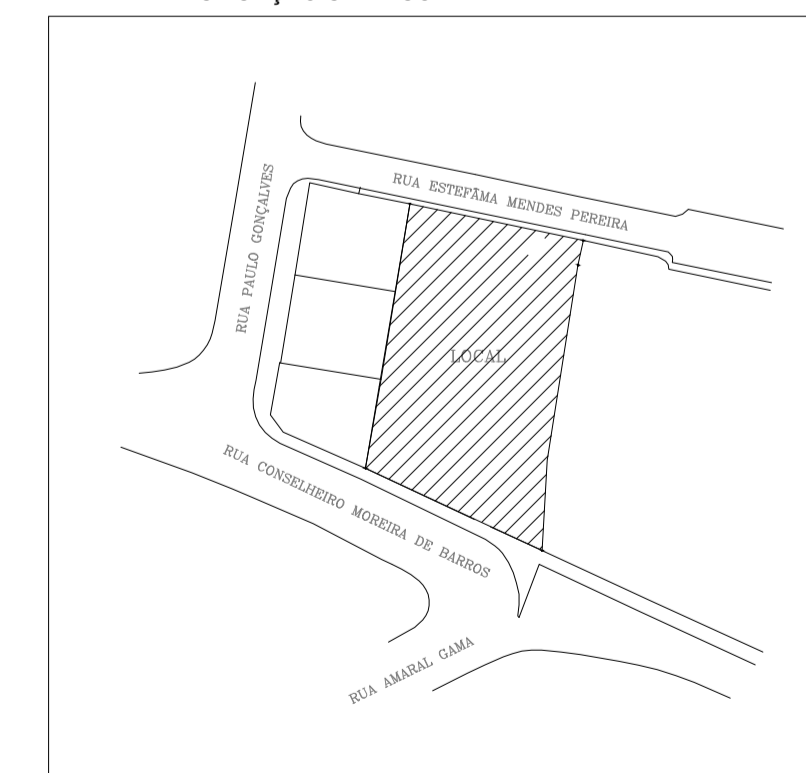 RUA ESTEFÂMA MENDES PEREIRA
RUA PAULO GONÇALVES
LOCAL
RUA CONSELHEIRO MOREIRA DE BARROS
RUA AMARAL GAMA